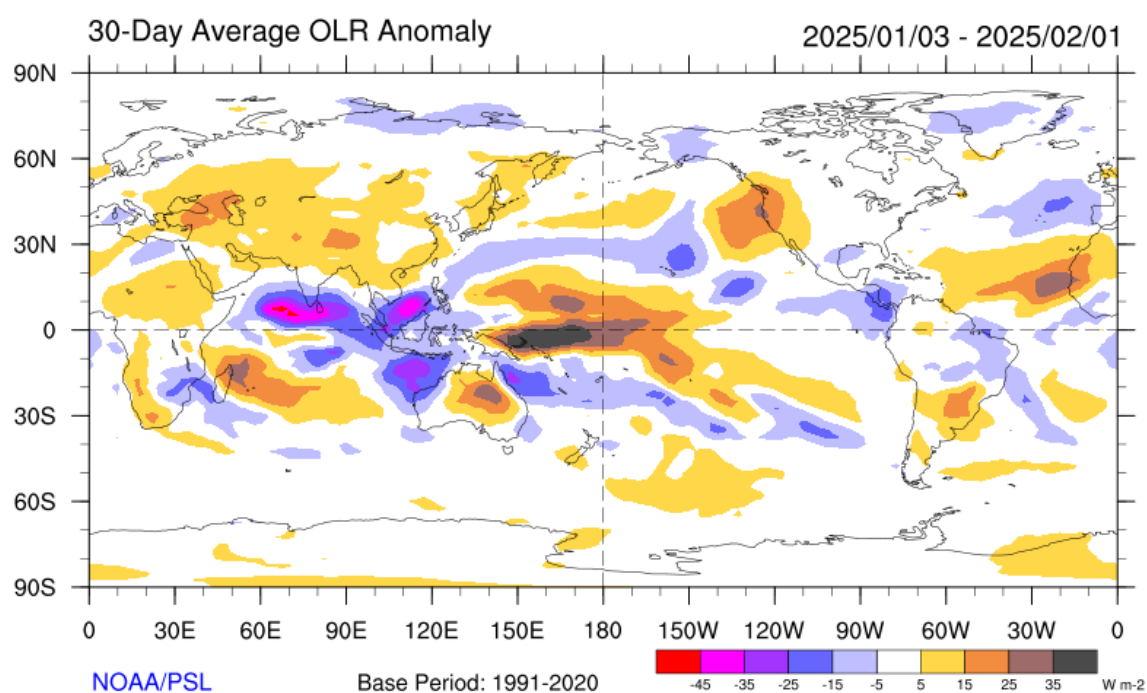 30-Day Average OLR Anomaly 2025/01/03 - 2025/02/01
90N
60N
30N
0
30S
60S
90S
0 30E 60E 90E 120E 150E 180 150W 120W 90W 60W 30W 0
-45 -35 -25 -15 -5 5 15 25 35 W m-2
NOAA/PSL Base Period: 1991-2020